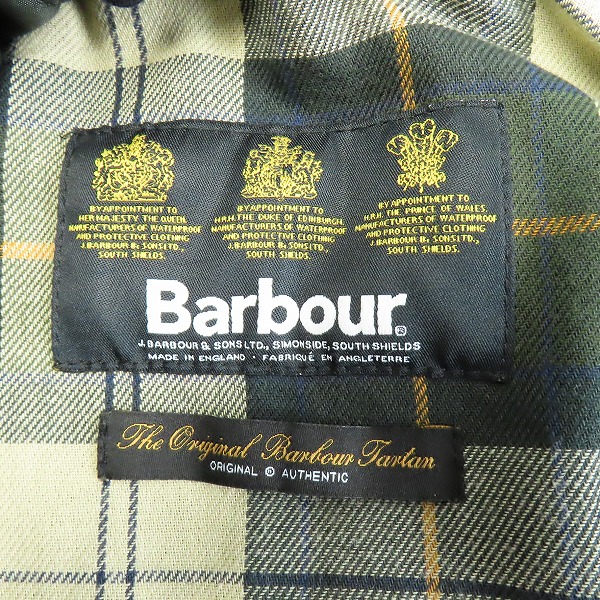 BY APPOINTMENT TO
HER MAJESTY THE QUEEN
MANUFACTURERS OF WATERPROOF
AND PROTECTIVE CLOTHING
J.BARBOUR & SONS LTD.
SOUTH SHIELDS.
BY APPOINTMENT TO
H.R.H. THE DUKE OF EDINBURGH
MANUFACTURERS OF WATERPROOF
AND PROTECTIVE CLOTHING
J.BARBOUR & SONS LTD.
SOUTH SHIELDS.
BY APPOINTMENT TO
H.R.H. THE PRINCE OF WALES.
MANUFACTURERS OF WATERPROOF
AND PROTECTIVE CLOTHING
J.BARBOUR & SONS LTD.,
SOUTH SHIELDS.
Barbour®
J. BARBOUR & SONS LTD., SIMONSIDE, SOUTH SHIELDS
MADE IN ENGLAND · FABRIQUÉ EN ANGLETERRE
The Original Barbour Tartan
ORIGINAL ® AUTHENTIC